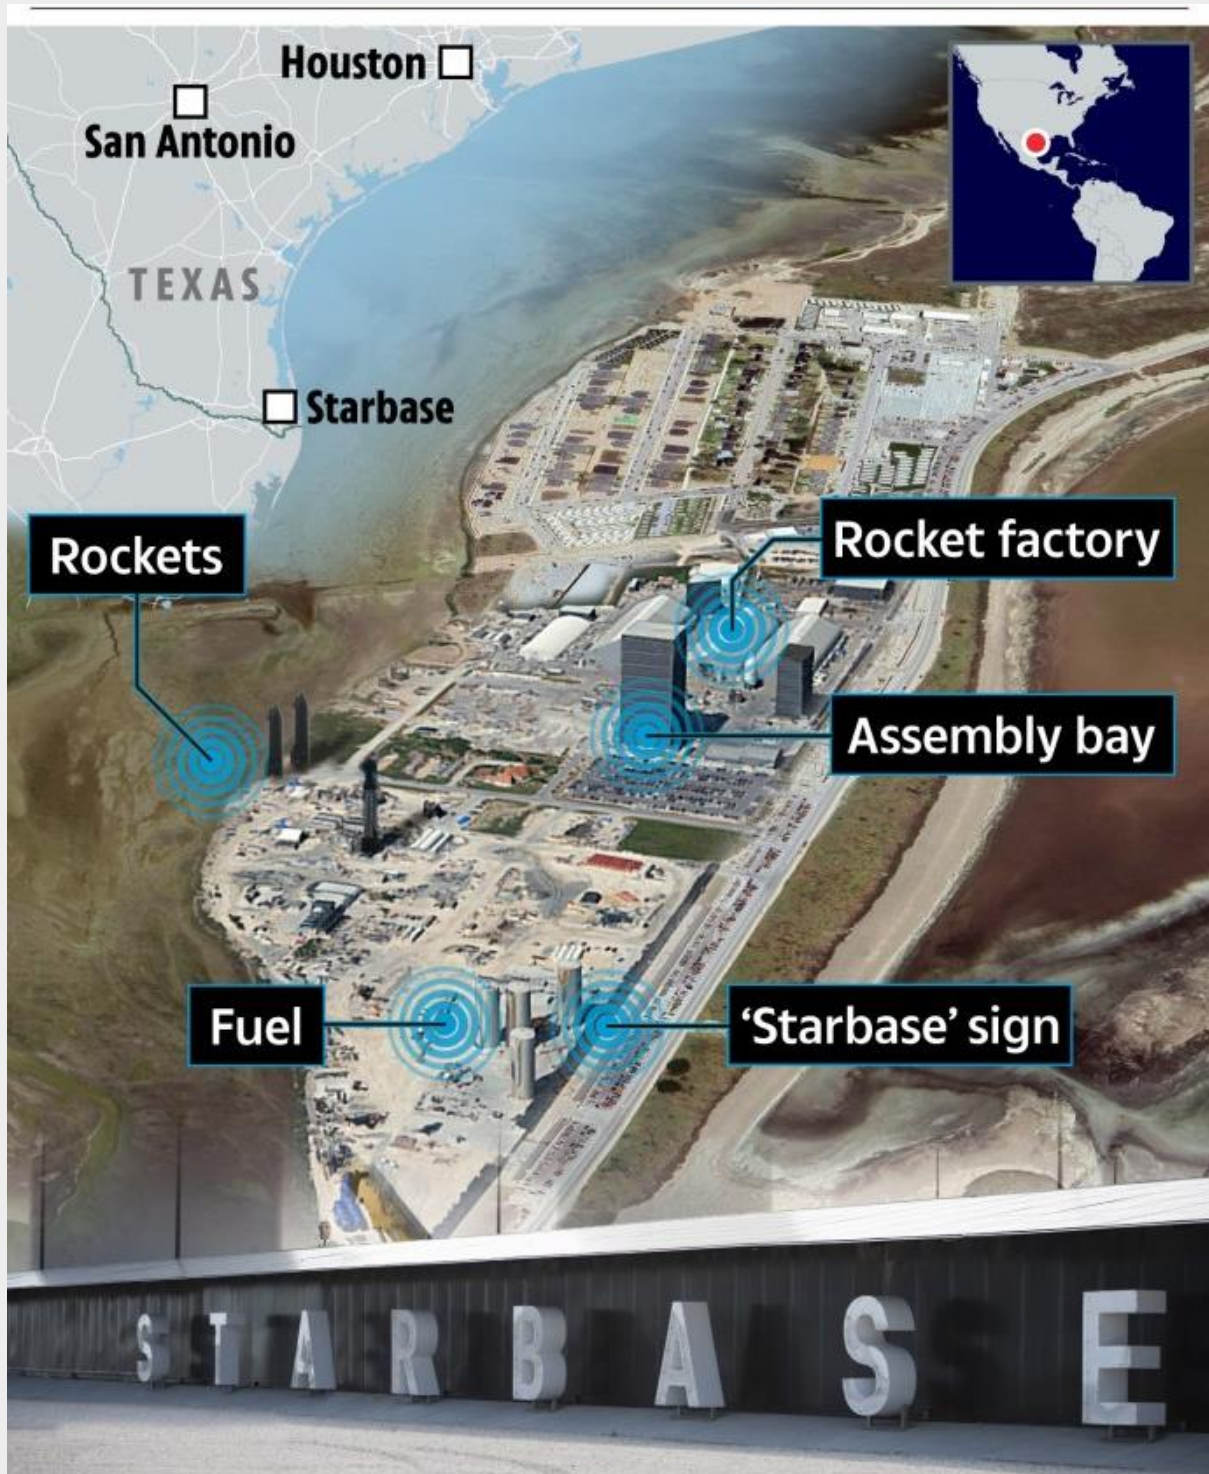 Houston
San Antonio
TEXAS
Starbase
Rocket factory
Rockets
Assembly bay
Fuel
‘Starbase’ sign
STARBASE